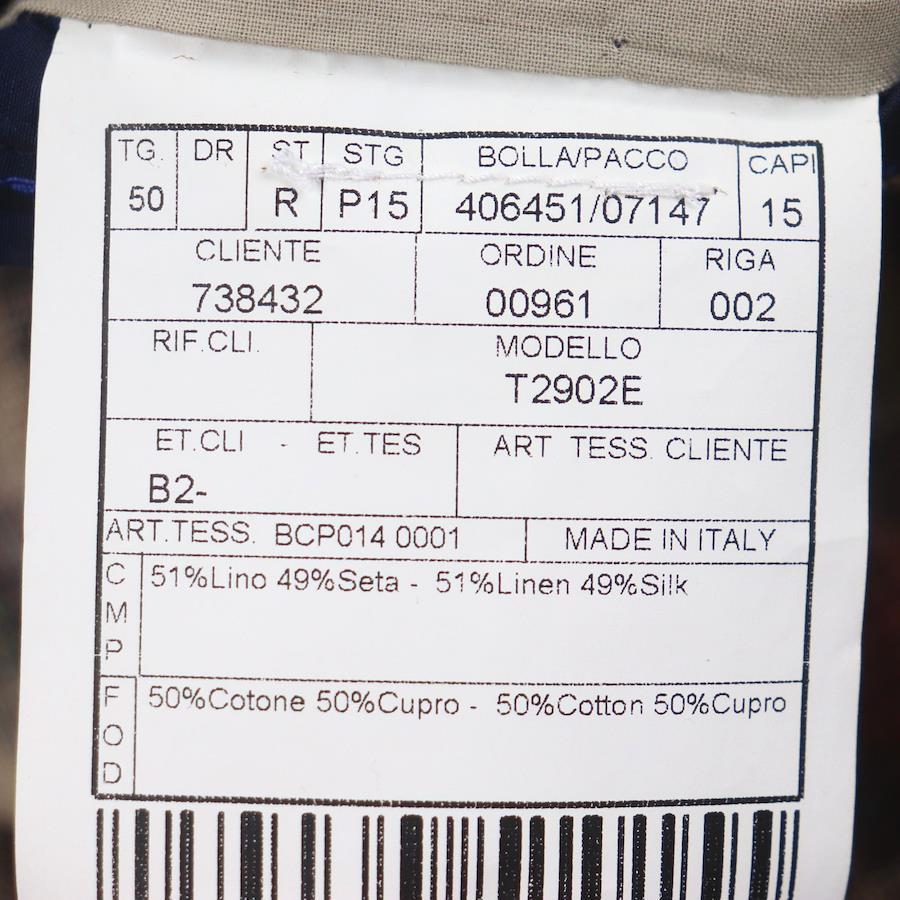 TG. DR ST STG BOLLA/PACCO CAPI
50 R P15 406451/07147 15
CLIENTE ORDINE RIGA
738432 00961 002
RIF.CLI. MODELLO
T2902E
ET.CLI - ET.TES ART TESS. CLIENTE
B2-
ART.TESS. BCP014 0001 MADE IN ITALY
CMP 51%Lino 49%Seta - 51%Linen 49%Silk
FOD 50%Cotone 50%Cupro - 50%Cotton 50%Cupro